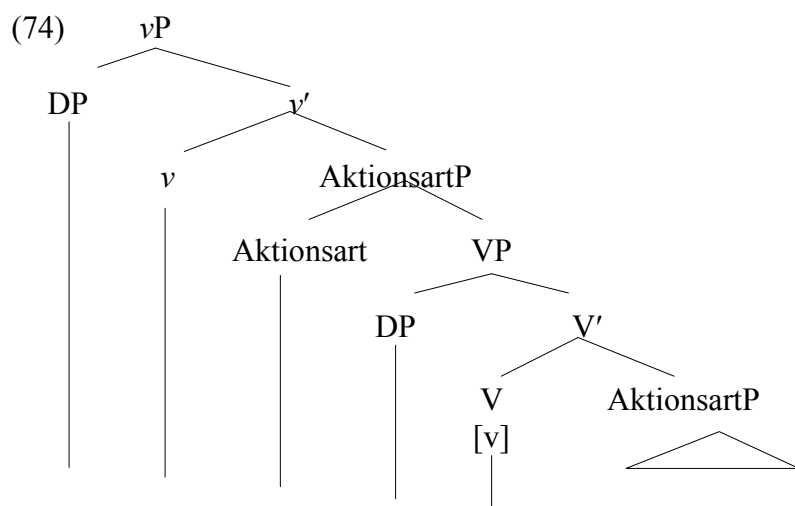 (74) vP
DP v′
v AktionsartP
Aktionsart VP
DP V′
V AktionsartP
[v]